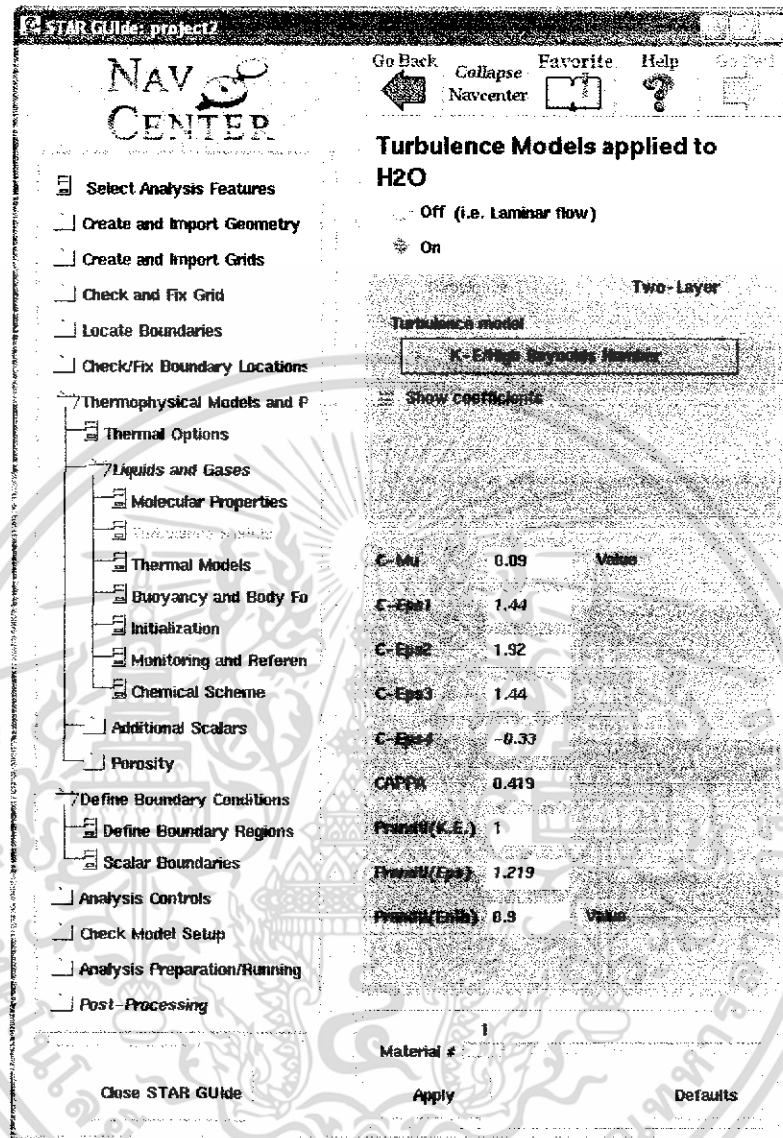 STAR GUIde: project2
NAV
CENTER
Go Back
Collapse
Navcenter
Favorite
Help
Turbulence Models applied to
H2O
Off (i.e. Laminar flow)
On
Two-Layer
Turbulence model
K-E/High Reynolds Number
Show coefficients
Select Analysis Features
Create and Import Geometry
Create and Import Grids
Check and Fix Grid
Locate Boundaries
Check/Fix Boundary Locations
Thermophysical Models and P
Thermal Options
Liquids and Gases
Molecular Properties
Thermal Models
Buoyancy and Body Fo
Initialization
Monitoring and Referen
Chemical Scheme
Additional Scalars
Porosity
Define Boundary Conditions
Define Boundary Regions
Scalar Boundaries
Analysis Controls
Check Model Setup
Analysis Preparation/Running
Post-Processing
Close STAR GUIde
C-Mu 0.09 Value
C-Eps1 1.44
C-Eps2 1.92
C-Eps3 1.44
C-Eps4 -0.33
CAPPA 0.419
Prandtl(K.E.) 1
Prandtl(Eps) 1.219
Prandtl(Enth) 0.9 Value
1
Material #
Apply
Defaults